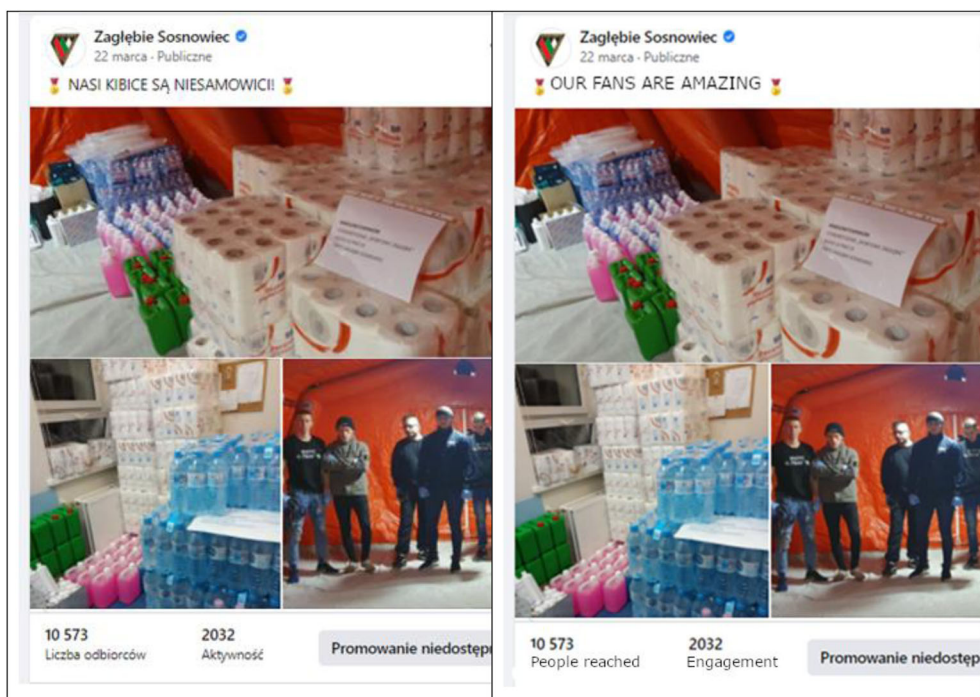 Zagłębie Sosnowiec
22 marca · Publiczne
NASI KIBICE SĄ NIESAMOWICI!
10 573
Liczba odbiorców
2032
Aktywność
Promowanie niedostępn
Zagłębie Sosnowiec
22 marca · Publiczne
OUR FANS ARE AMAZING
10 573
People reached
2032
Engagement
Promowanie niedostęp